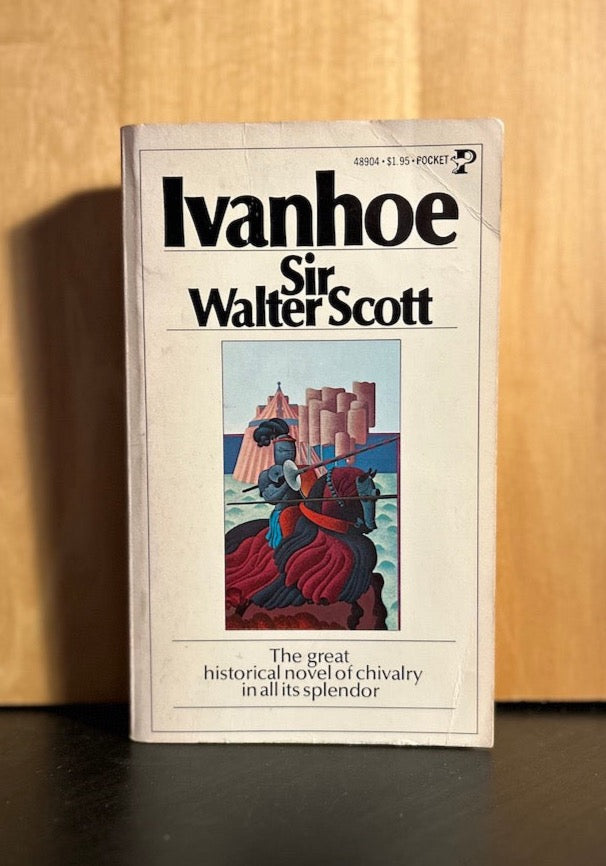 48904 • $1.95 • POCKET
Ivanhoe
Sir
Walter Scott
The great
historical novel of chivalry
in all its splendor